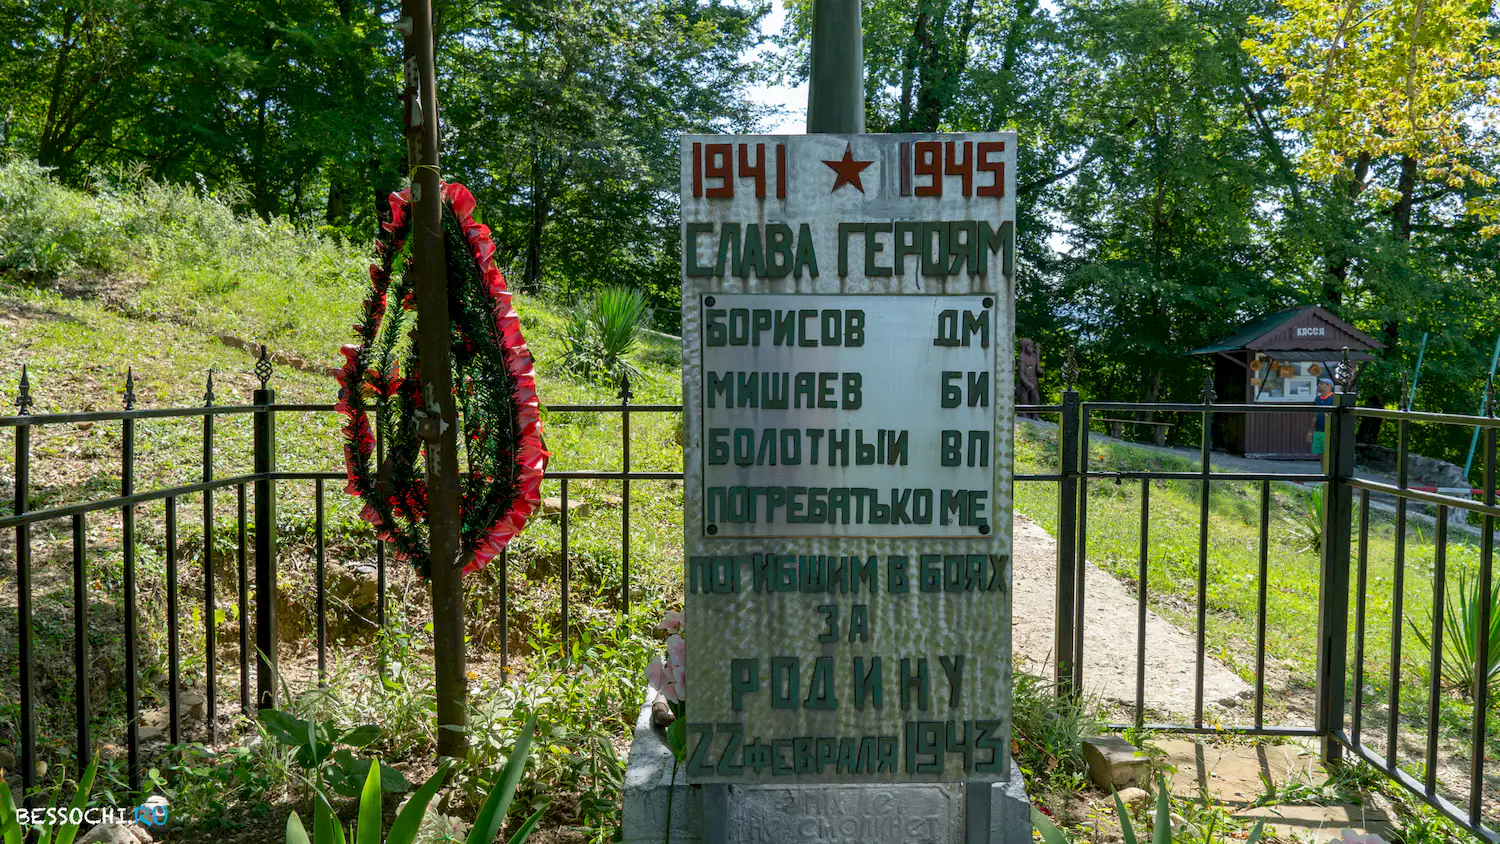 1941 ★ 1945
СЛАВА ГЕРОЯМ
БОРИСОВ ДМ
МИШАЕВ БИ
БОЛОТНЫЙ ВП
ПОГРЕБАТЬКО МЕ
ПОГИБШИМ В БОЯХ
ЗА
РОДИНУ
22 ФЕВРАЛЯ 1943
КАССА
BESSOCHI.RU